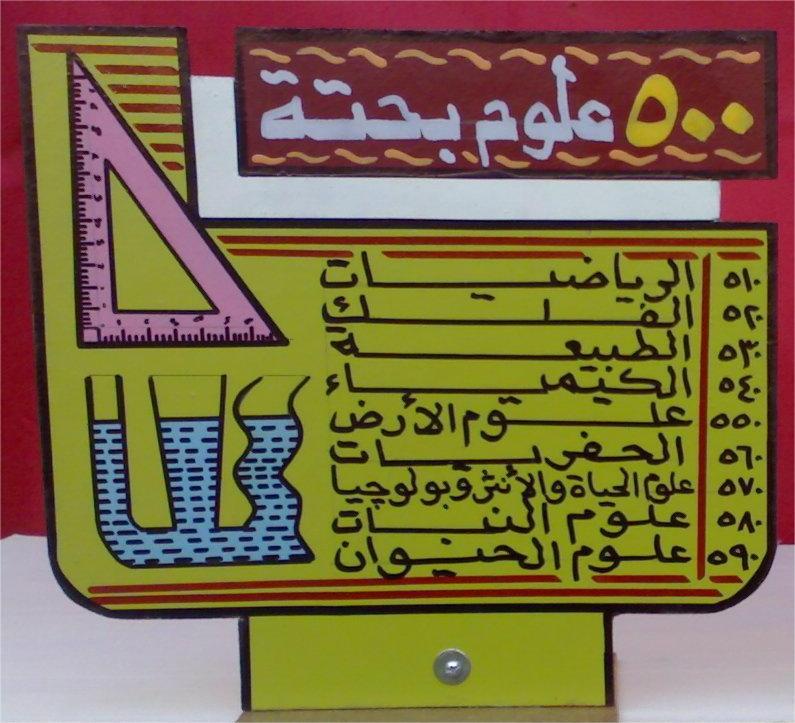 ٥٠٠ علوم بحتة
٥١٠ الرياضيات
٥٢٠ الفلك
٥٣٠ الطبيعه
٥٤٠ الكيمياء
٥٥٠ علوم الأرض
٥٦٠ الحفريات
٥٧٠ علوم الحياة والأنثروبولوجيا
٥٨٠ علوم النبات
٥٩٠ علوم الحيوان